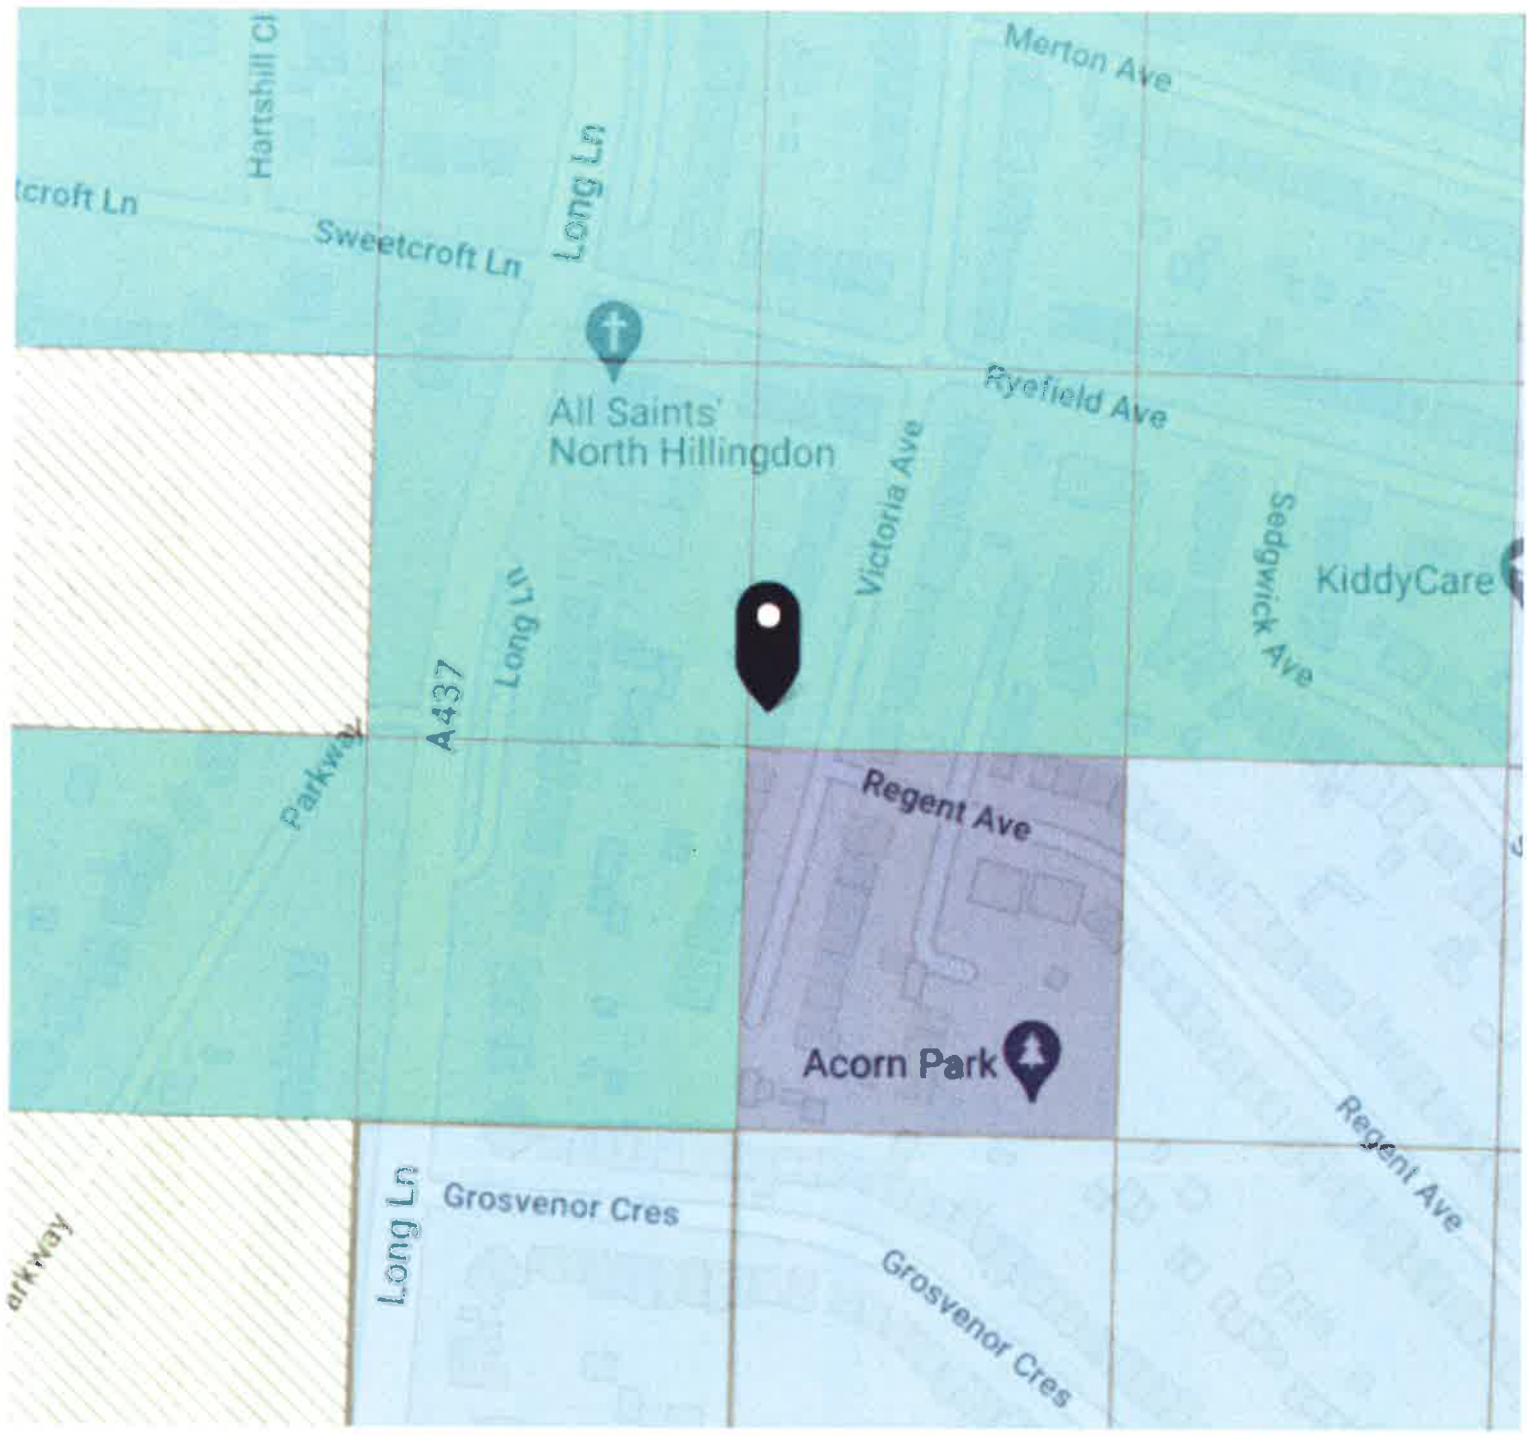 Merton Ave
Hartshill Cl
Long Ln
tcroft Ln
Sweetcroft Ln
Ryefield Ave
All Saints'
North Hillingdon
Victoria Ave
Sedgwick Ave
KiddyCare
Long Ln
A437
Parkway
Regent Ave
Acorn Park
Regent Ave
Long Ln
Grosvenor Cres
arkway
Grosvenor Cres